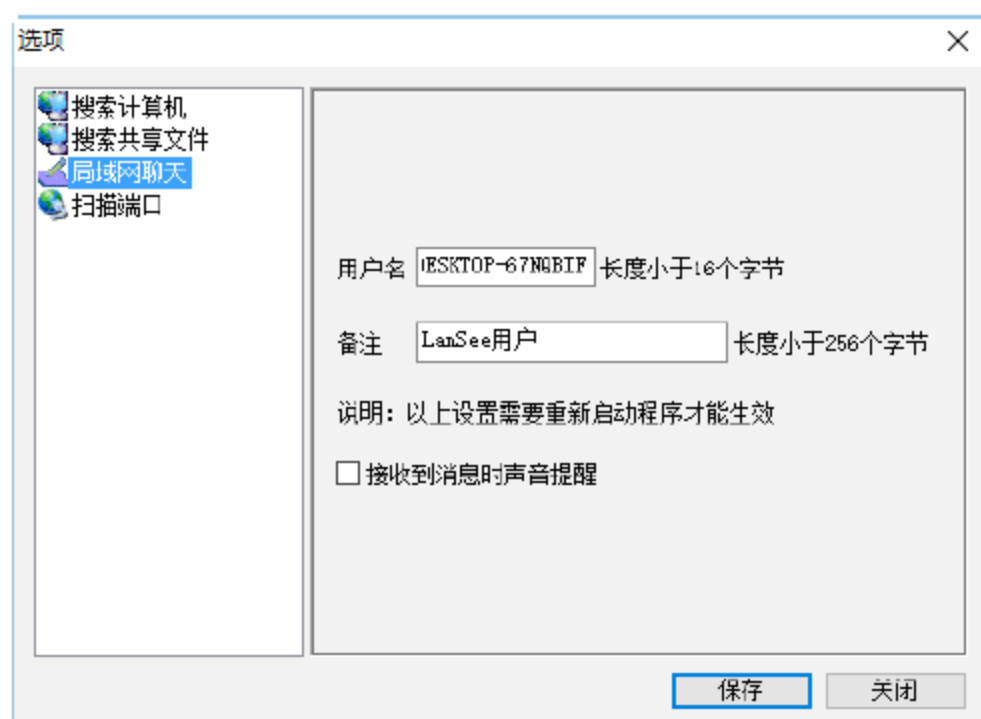 选项
搜索计算机
搜索共享文件
局域网聊天
扫描端口
用户名 DESKTOP-67NQBIF 长度小于16个字节
备注 LanSee用户 长度小于256个字节
说明：以上设置需要重新启动程序才能生效
接收到消息时声音提醒
保存 关闭